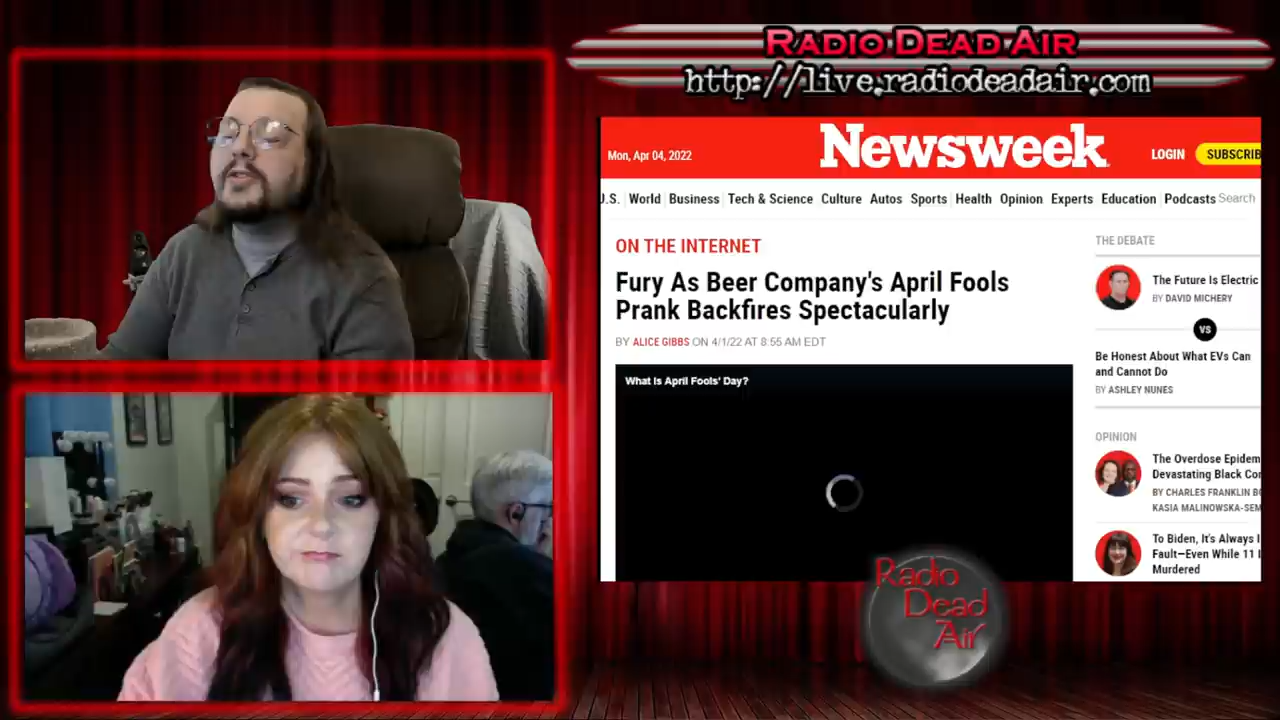 Radio Dead Air
http://live.radiodeadair.com
Mon, Apr 04, 2022
Newsweek
LOGIN
SUBSCRIB
U.S. World Business Tech & Science Culture Autos Sports Health Opinion Experts Education Podcasts Search
ON THE INTERNET
Fury As Beer Company's April Fools
Prank Backfires Spectacularly
BY ALICE GIBBS ON 4/1/22 AT 8:55 AM EDT
What Is April Fools' Day?
THE DEBATE
The Future Is Electric
BY DAVID MICHERY
VS
Be Honest About What EVs Can
and Cannot Do
BY ASHLEY NUNES
OPINION
The Overdose Epidem
Devastating Black Co
BY CHARLES FRANKLIN BO
KASIA MALINOWSKA-SEM
To Biden, It's Always
Fault—Even While 11
Murdered
Radio
Dead
Air